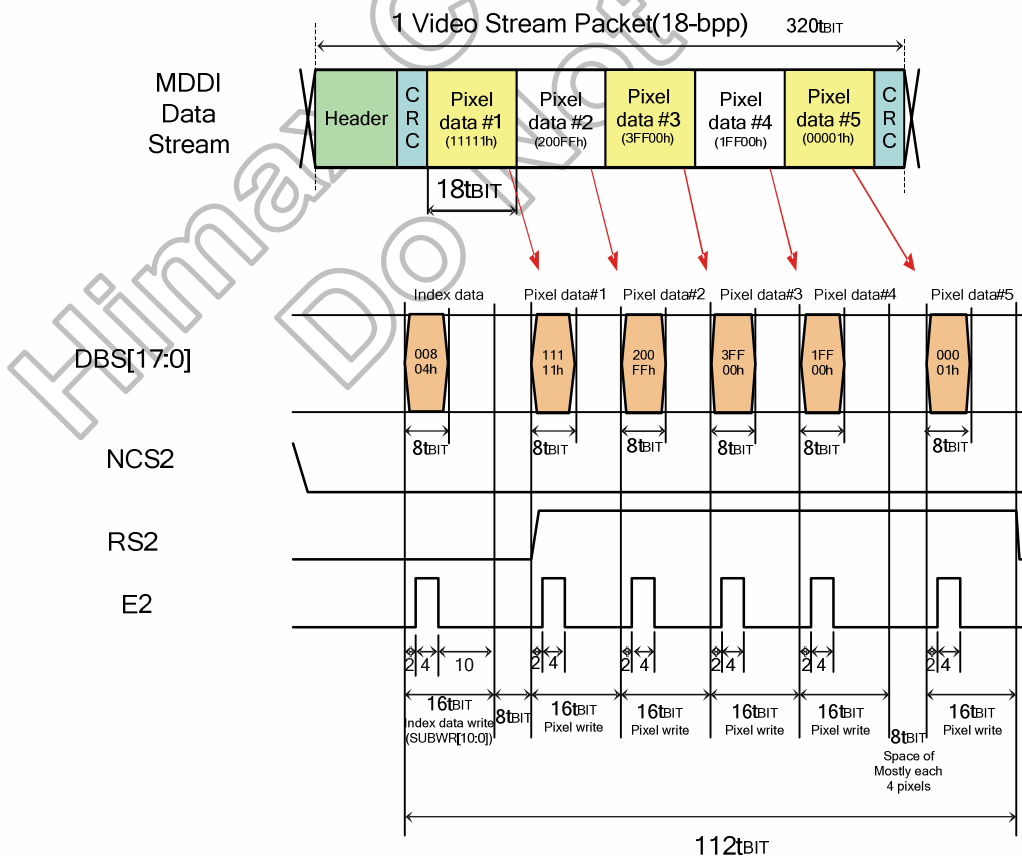 1 Video Stream Packet(18-bpp)
320tBIT
MDDI
Data
Stream
Header
C
R
C
Pixel
data #1
(11111h)
Pixel
data #2
(200FFh)
Pixel
data #3
(3FF00h)
Pixel
data #4
(1FF00h)
Pixel
data #5
(00001h)
C
R
C
18tBIT
Himax C
Do Not
Index data
Pixel data#1
Pixel data#2
Pixel data#3
Pixel data#4
Pixel data#5
DBS[17:0]
008
04h
111
11h
200
FFh
3FF
00h
1FF
00h
000
01h
8tBIT
8tBIT
8tBIT
8tBIT
8tBIT
8tBIT
NCS2
RS2
E2
2 4 10
2 4
2 4
2 4
2 4
2 4
16tBIT
Index data write
(SUBWR[10:0])
8tBIT
16tBIT
Pixel write
16tBIT
Pixel write
16tBIT
Pixel write
16tBIT
Pixel write
8tBIT
Space of
Mostly each
4 pixels
16tBIT
Pixel write
112tBIT